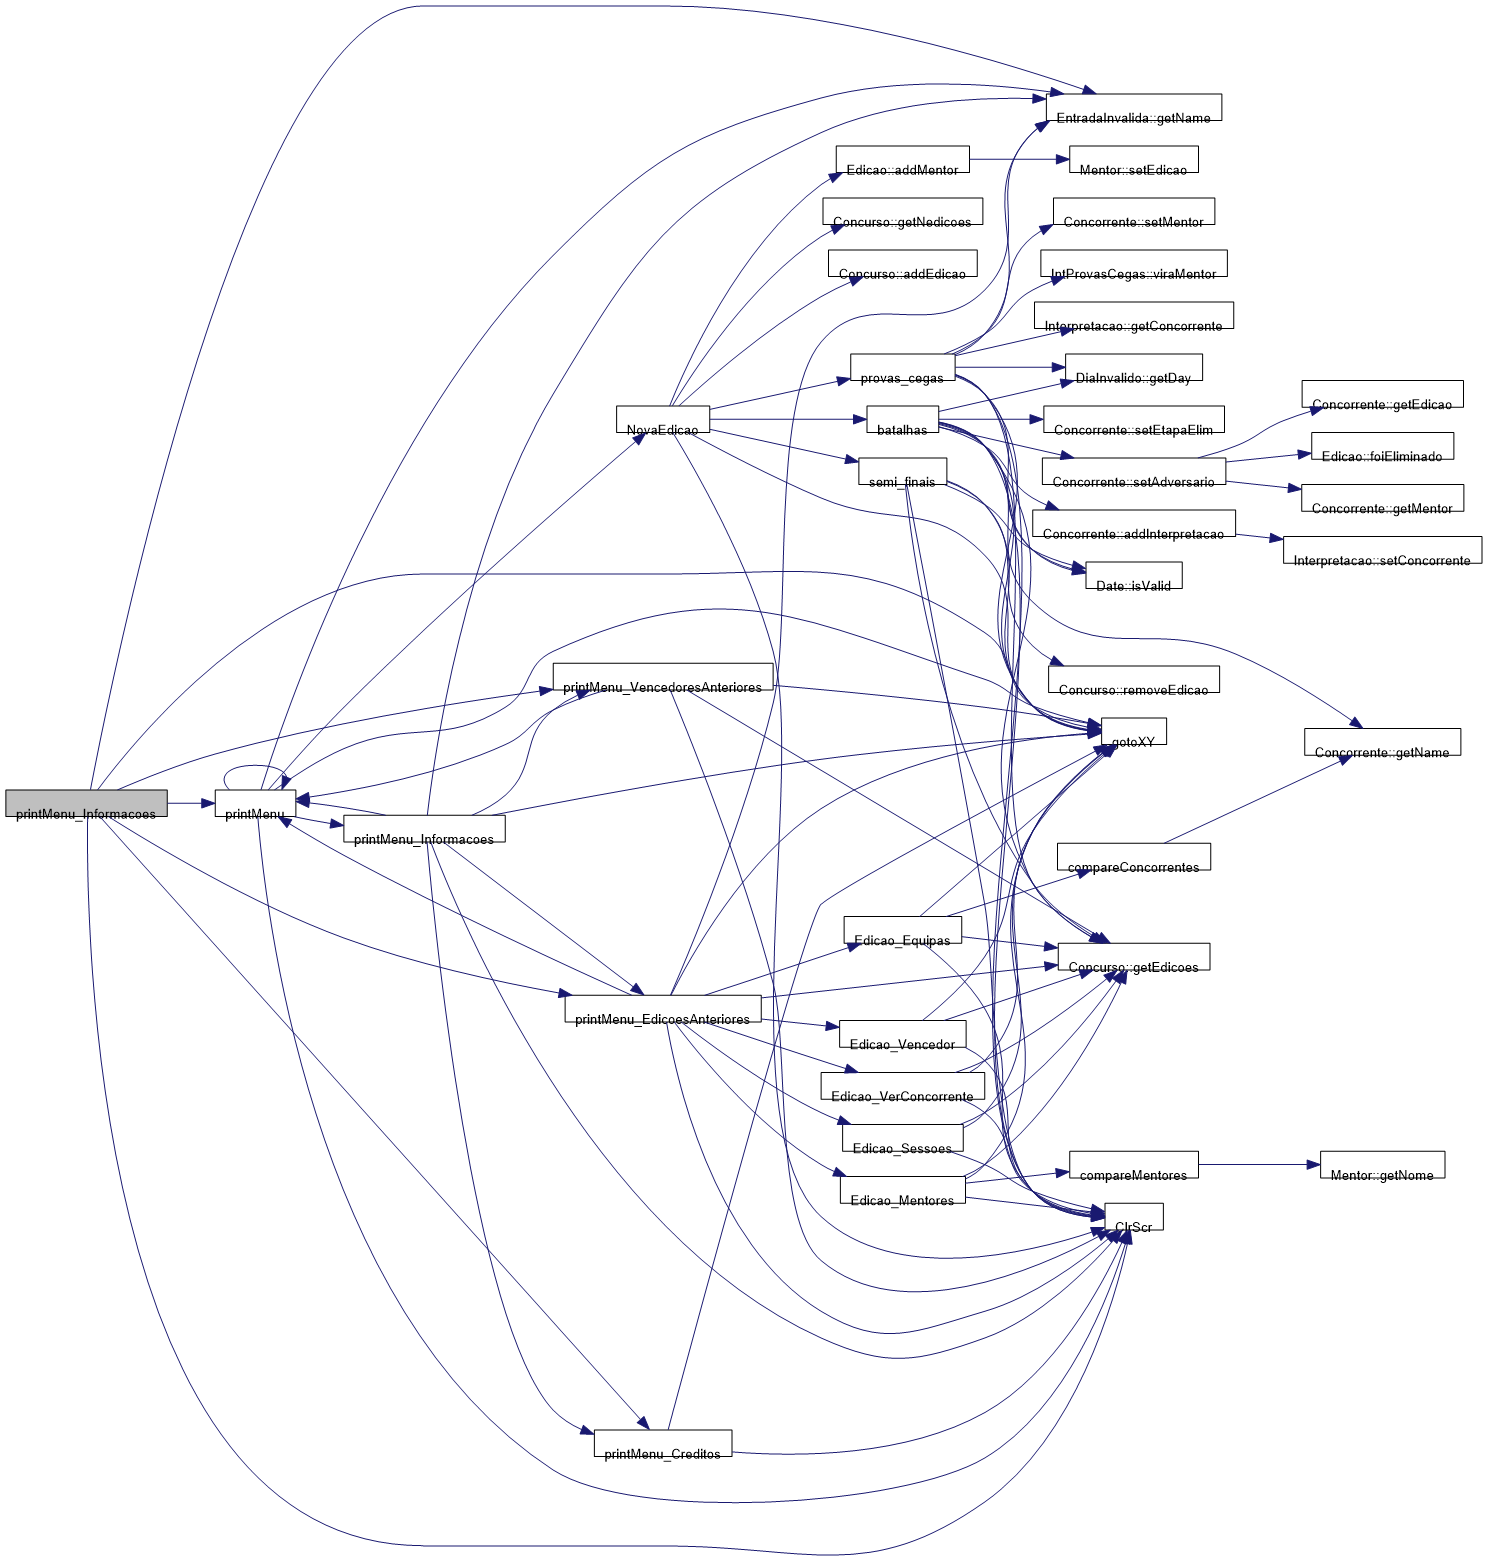 EntradaInvalida::getName
Edicao::addMentor
Mentor::setEdicao
Concurso::getNedicoes
Concorrente::setMentor
Concurso::addEdicao
IntProvasCegas::viraMentor
Interpretacao::getConcorrente
provas_cegas
DiaInvalido::getDay
Concorrente::getEdicao
NovaEdicao
batalhas
Concorrente::setEtapaElim
Edicao::foiEliminado
semi_finais
Concorrente::setAdversario
Concorrente::getMentor
Concorrente::addInterpretacao
Interpretacao::setConcorrente
Date::isValid
printMenu_VencedoresAnteriores
Concurso::removeEdicao
gotoXY
Concorrente::getName
printMenu_Informacoes
printMenu
printMenu_Informacoes
compareConcorrentes
Edicao_Equipas
Concurso::getEdicoes
printMenu_EdicoesAnteriores
Edicao_Vencedor
Edicao_VerConcorrente
Edicao_Sessoes
compareMentores
Mentor::getNome
Edicao_Mentores
ClrScr
printMenu_Creditos